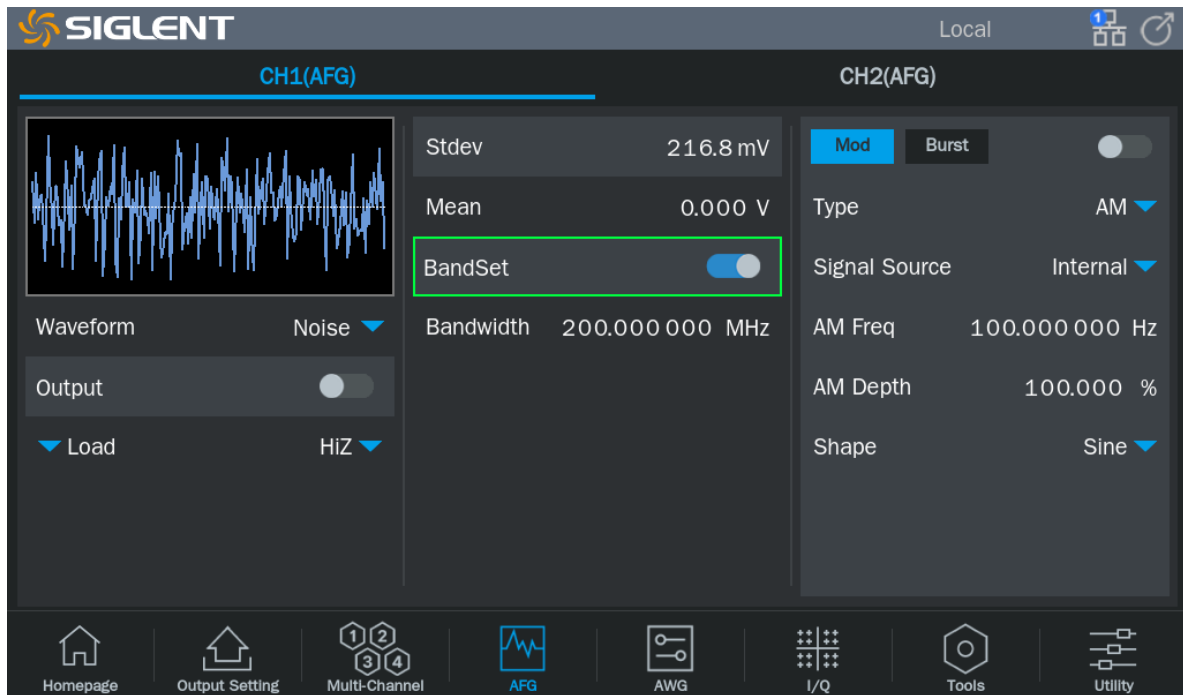 SIGLENT
Local
1
CH1(AFG)
CH2(AFG)
Waveform Noise
Output
Load HiZ
Stdev 216.8 mV
Mean 0.000 V
BandSet
Bandwidth 200.000 000 MHz
Mod Burst
Type AM
Signal Source Internal
AM Freq 100.000 000 Hz
AM Depth 100.000 %
Shape Sine
1 2
3 4
Homepage Output Setting Multi-Channel AFG AWG I/Q Tools Utility